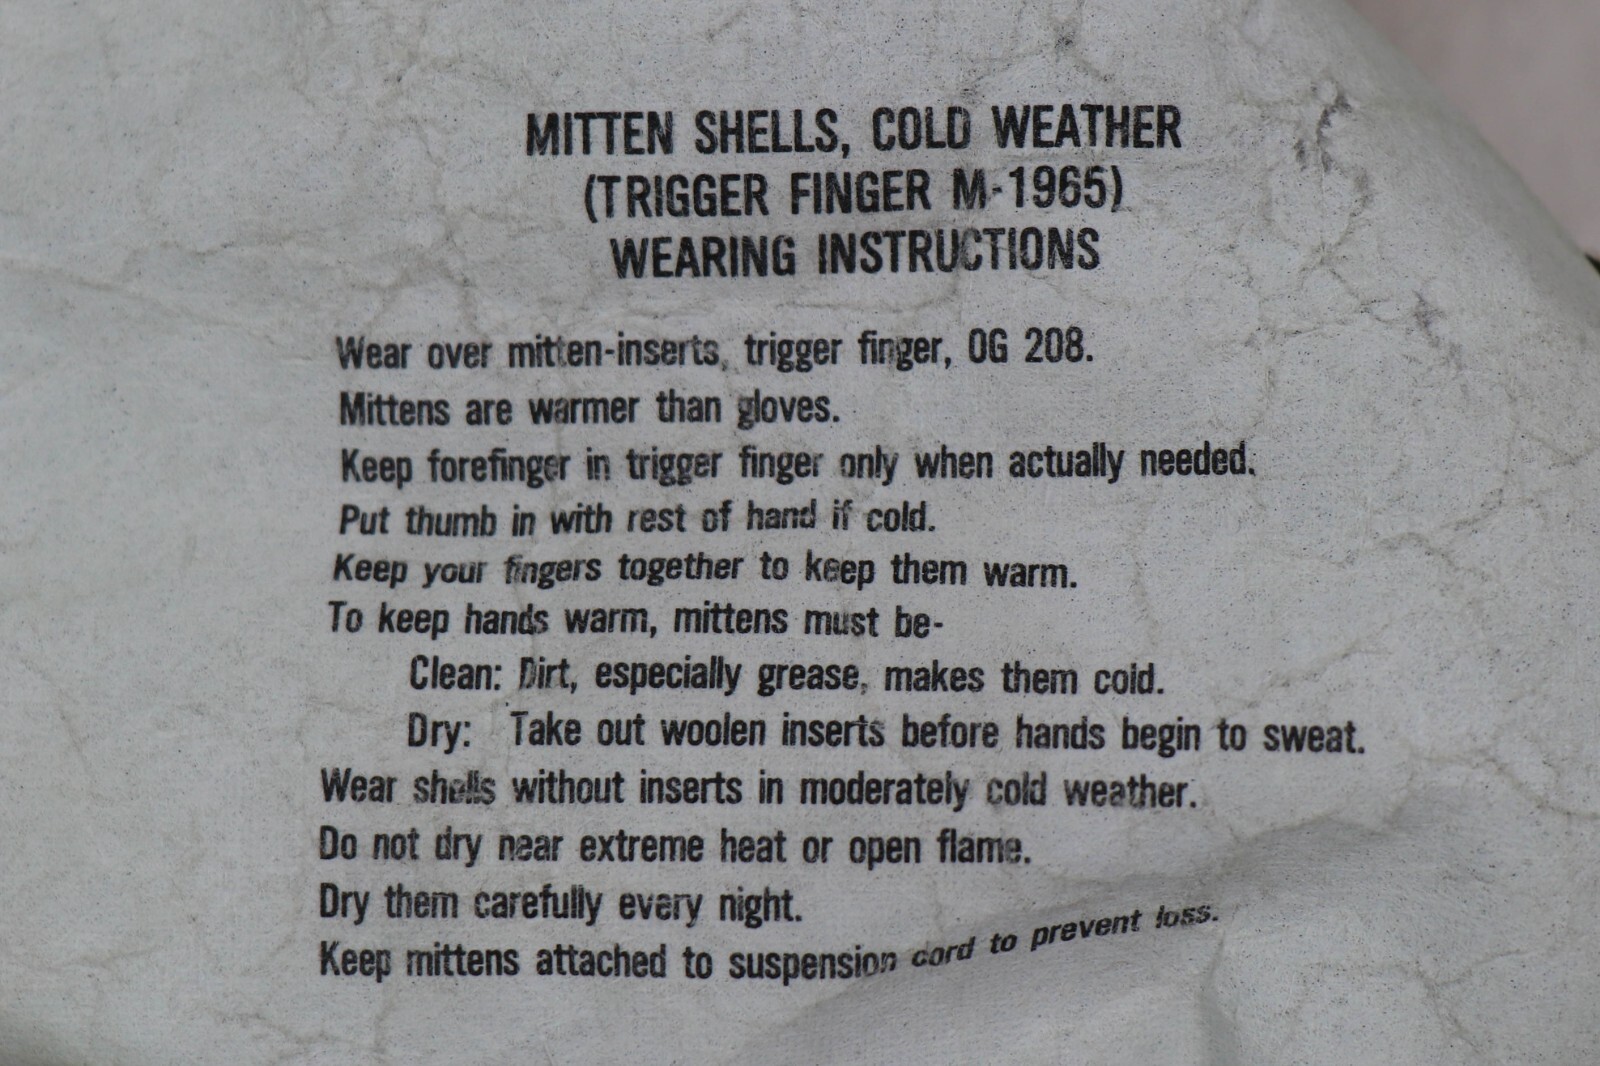 MITTEN SHELLS, COLD WEATHER
(TRIGGER FINGER M-1965)
WEARING INSTRUCTIONS
Wear over mitten-inserts, trigger finger, OG 208.
Mittens are warmer than gloves.
Keep forefinger in trigger finger only when actually needed.
Put thumb in with rest of hand if cold.
Keep your fingers together to keep them warm.
To keep hands warm, mittens must be-
Clean: Dirt, especially grease, makes them cold.
Dry: Take out woolen inserts before hands begin to sweat.
Wear shells without inserts in moderately cold weather.
Do not dry near extreme heat or open flame.
Dry them carefully every night.
Keep mittens attached to suspension cord to prevent loss.